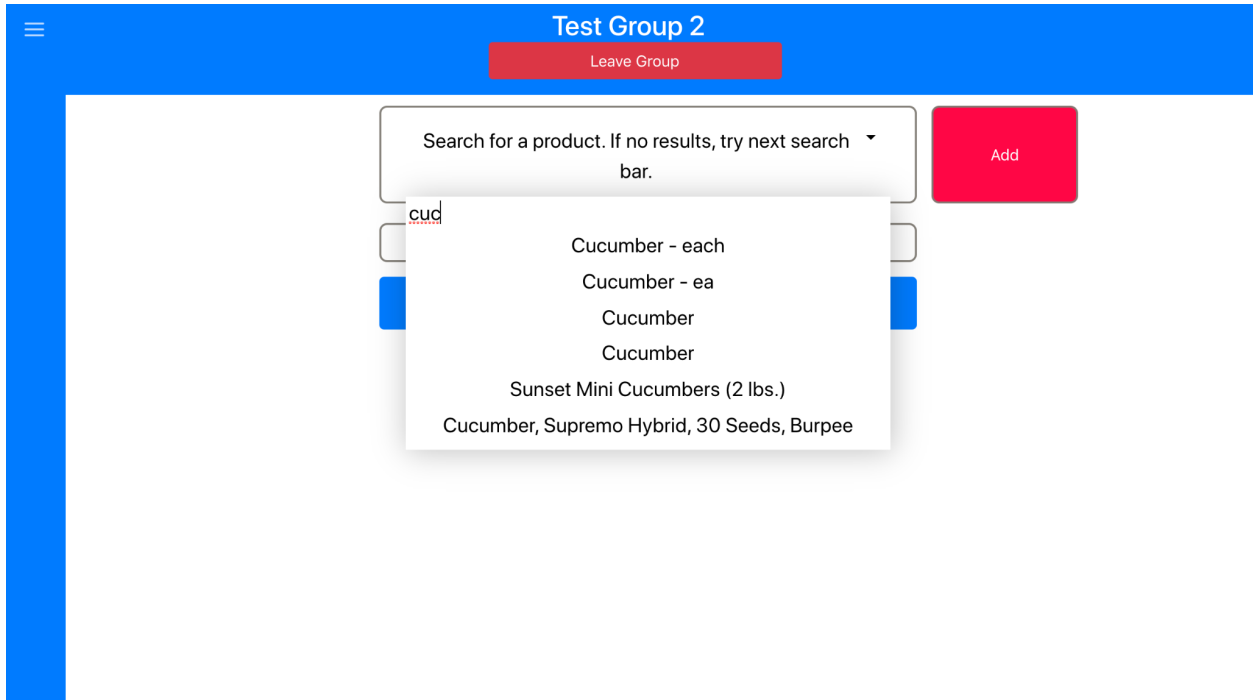 Test Group 2
Leave Group
Search for a product. If no results, try next search
bar.
Add
cuc
Cucumber - each
Cucumber - ea
Cucumber
Cucumber
Sunset Mini Cucumbers (2 lbs.)
Cucumber, Supremo Hybrid, 30 Seeds, Burpee